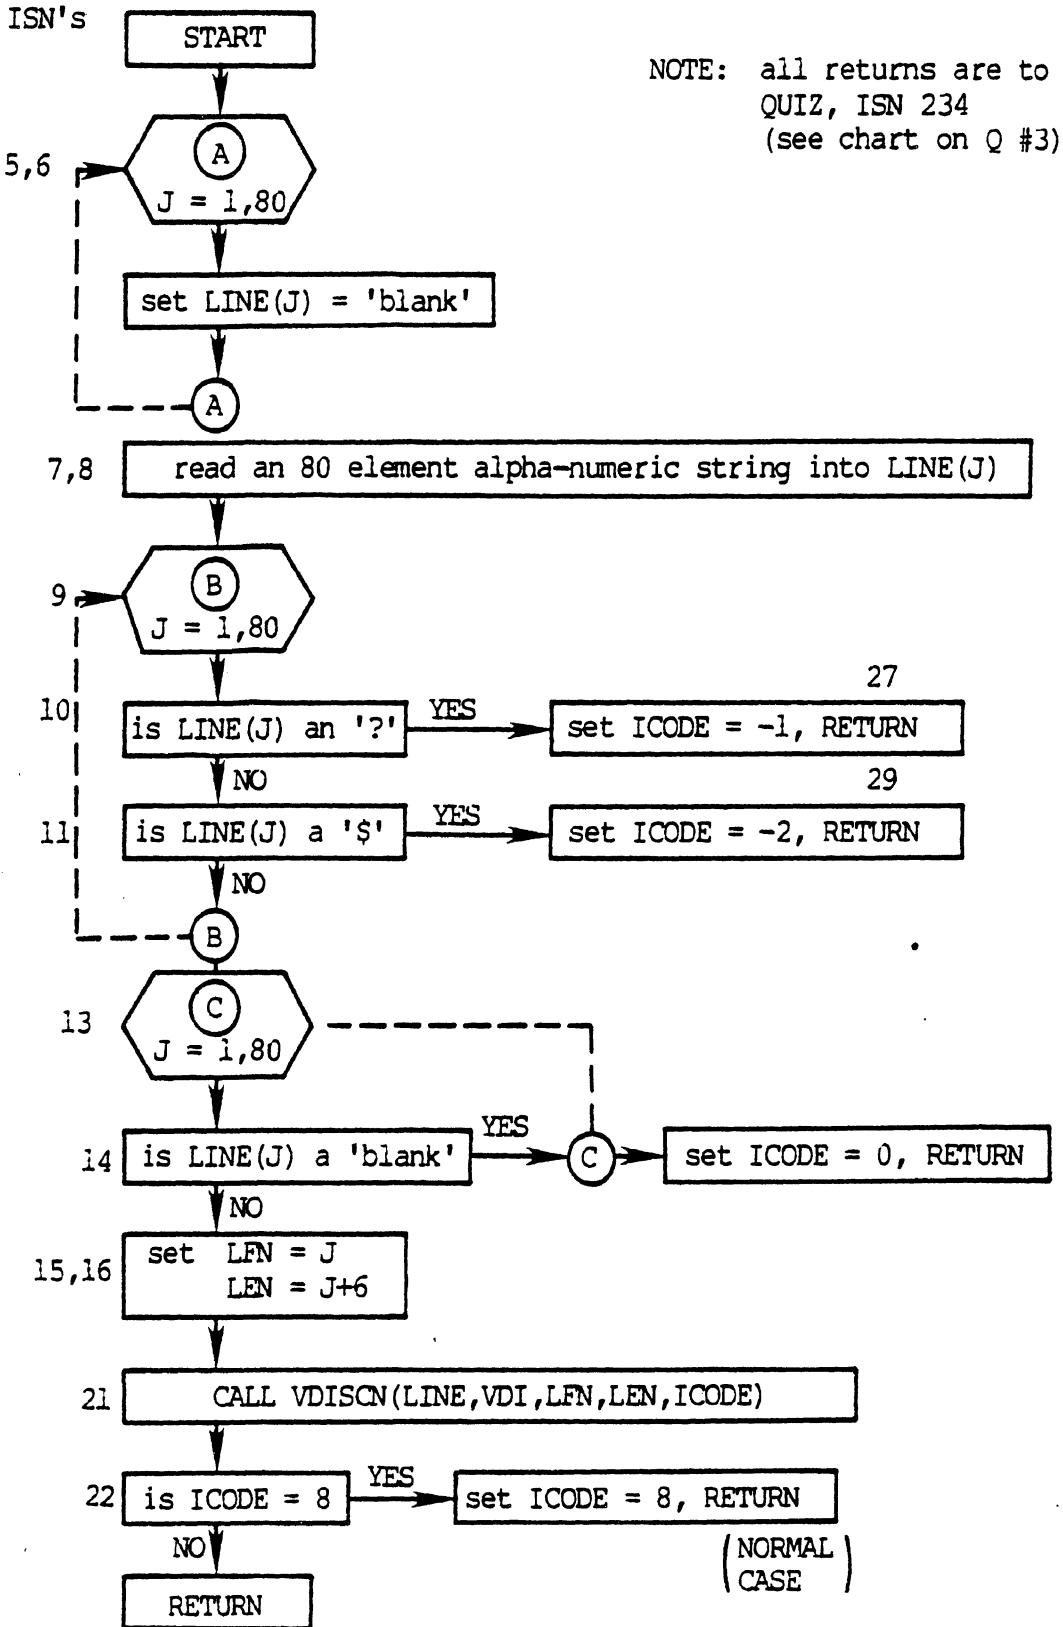 ISN's
START
NOTE: all returns are to
QUIZ, ISN 234
(see chart on Q #3)
5,6
A
J = 1,80
set LINE(J) = 'blank'
A
7,8
read an 80 element alpha-numeric string into LINE(J)
9
B
J = 1,80
10
is LINE(J) an '?'
YES
27
set ICODE = -1, RETURN
NO
11
is LINE(J) a '$'
YES
29
set ICODE = -2, RETURN
NO
B
13
C
J = 1,80
14
is LINE(J) a 'blank'
YES
C
set ICODE = 0, RETURN
NO
15,16
set LFN = J
LEN = J+6
21
CALL VDISCN(LINE,VDI,LFN,LEN,ICODE)
22
is ICODE = 8
YES
set ICODE = 8, RETURN
(NORMAL
CASE)
NO
RETURN